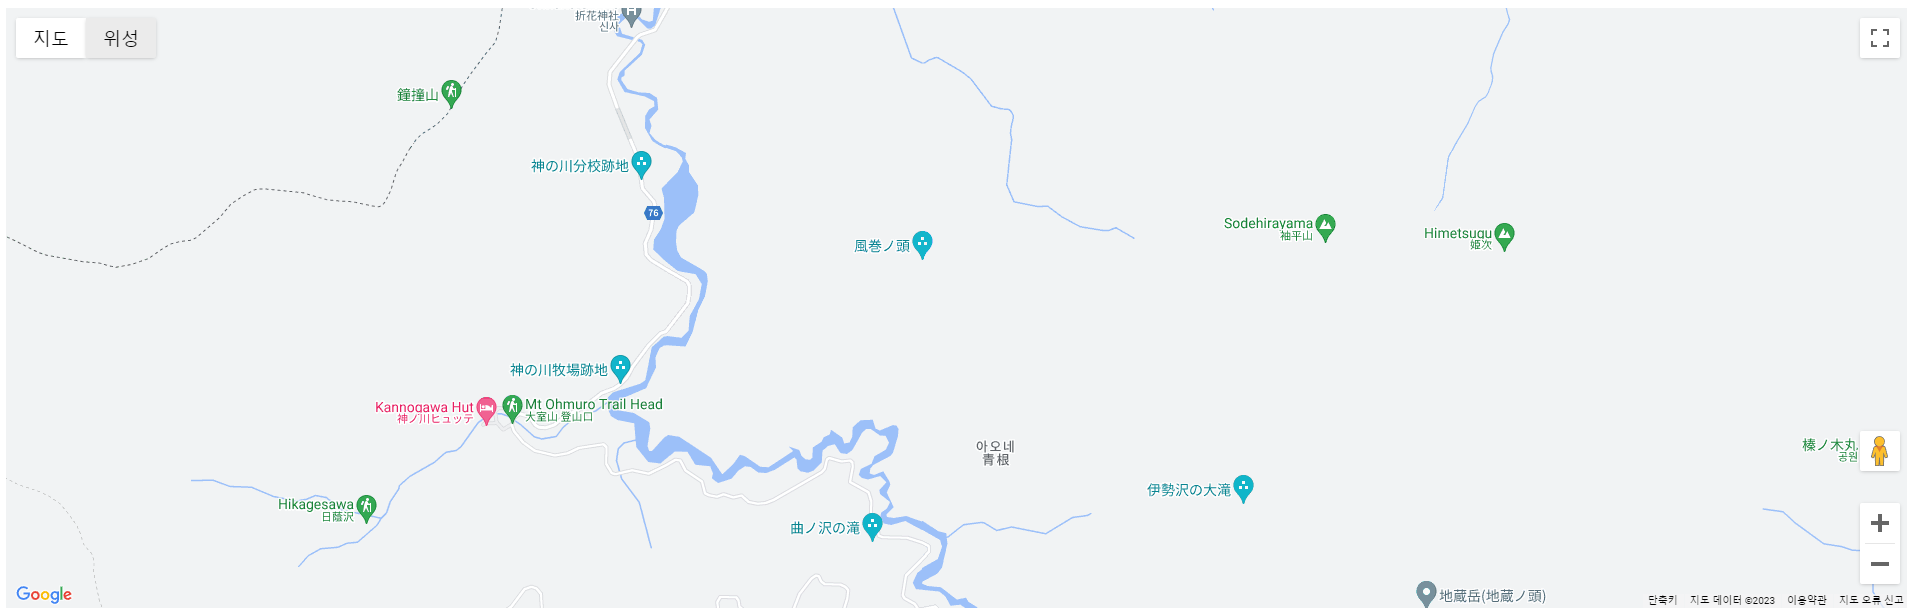 折花神社
신사
지도
위성
鐘撞山
神の川分校跡地
76
風巻ノ頭
Sodehirayama
袖平山
Himetsugu
姫次
神の川牧場跡地
Kannogawa Hut
神ノ川ヒュッテ
Mt Ohmuro Trail Head
大室山 登山口
아오네
青根
榛ノ木丸
공원
伊勢沢の大滝
Hikagesawa
日蔭沢
曲ノ沢の滝
地蔵岳(地蔵ノ頭)
Google
단축키
지도 데이터 ©2023
이용약관
지도 오류 신고